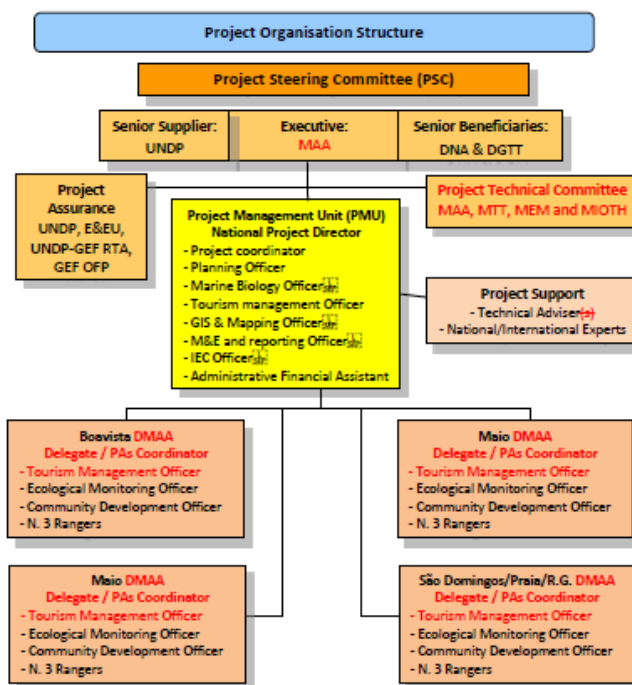 Project Organisation Structure
Project Steering Committee (PSC)
Senior Supplier:
UNDP
Executive:
MAA
Senior Beneficiaries:
DNA & DGTT
Project
Assurance
UNDP, E&EU,
UNDP-GEF RTA,
GEF OFP
Project Technical Committee
MAA, MTT, MEM and MIOTH
Project Management Unit (PMU)
National Project Director
- Project coordinator
- Planning Officer
- Marine Biology Officer
- Tourism management Officer
- GIS & Mapping Officer
- M&E and reporting Officer
- IEC Officer
- Administrative Financial Assistant
Project Support
- Technical Adviser(s)
- National/International Experts
Boavista DMAA
Delegate / PAs Coordinator
- Tourism Management Officer
- Ecological Monitoring Officer
- Community Development Officer
- N. 3 Rangers
Maio DMAA
Delegate / PAs Coordinator
- Tourism Management Officer
- Ecological Monitoring Officer
- Community Development Officer
- N. 3 Rangers
Maio DMAA
Delegate / PAs Coordinator
- Tourism Management Officer
- Ecological Monitoring Officer
- Community Development Officer
- N. 3 Rangers
São Domingos/Praia/R.G. DMAA
Delegate / PAs Coordinator
- Tourism Management Officer
- Ecological Monitoring Officer
- Community Development Officer
- N. 3 Rangers